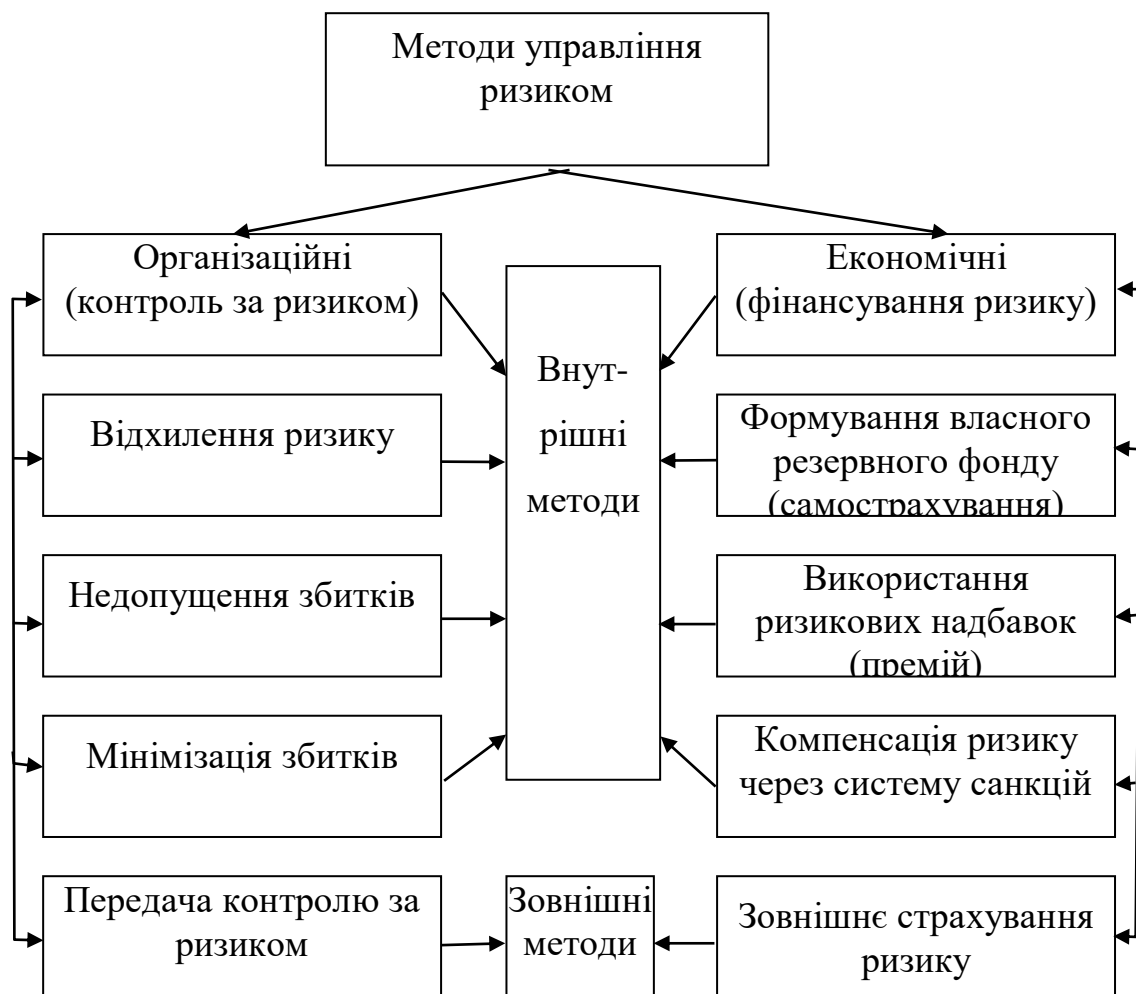 Методи управління
ризиком
Організаційні
(контроль за ризиком)
Економічні
(фінансування ризику)
Внут-
рішні
методи
Відхилення ризику
Формування власного
резервного фонду
(самострахування)
Недопущення збитків
Використання
ризикових надбавок
(премій)
Мінімізація збитків
Компенсація ризику
через систему санкцій
Передача контролю за
ризиком
Зовнішні
методи
Зовнішнє страхування
ризику